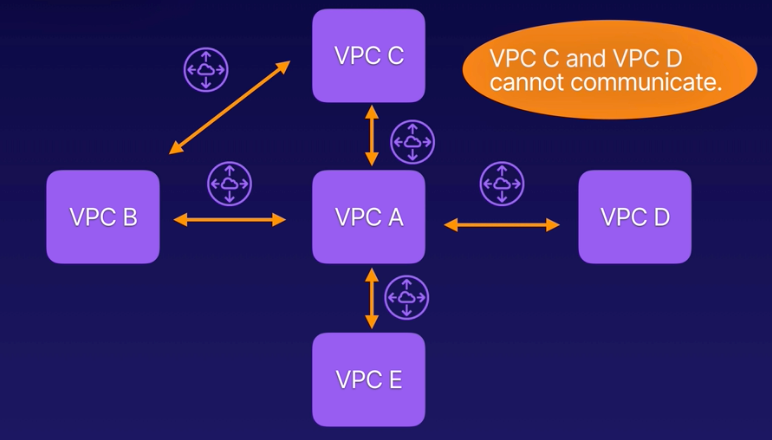 VPC C
VPC C and VPC D
cannot communicate.
VPC B
VPC A
VPC D
VPC E